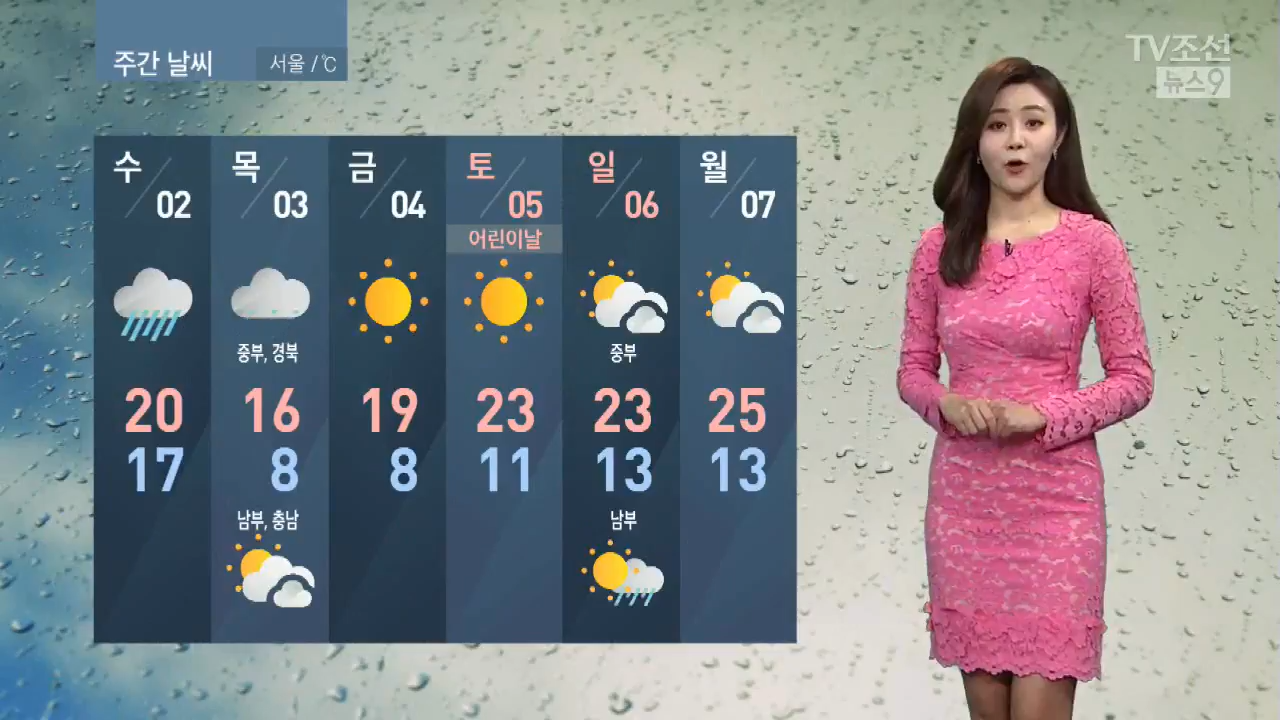 주간 날씨
서울 /℃
TV조선
뉴스9
수 02
목 03
금 04
토 05
일 06
월 07
어린이날
중부, 경북
중부
20 16 19 23 23 25
17 8 8 11 13 13
남부, 충남
남부